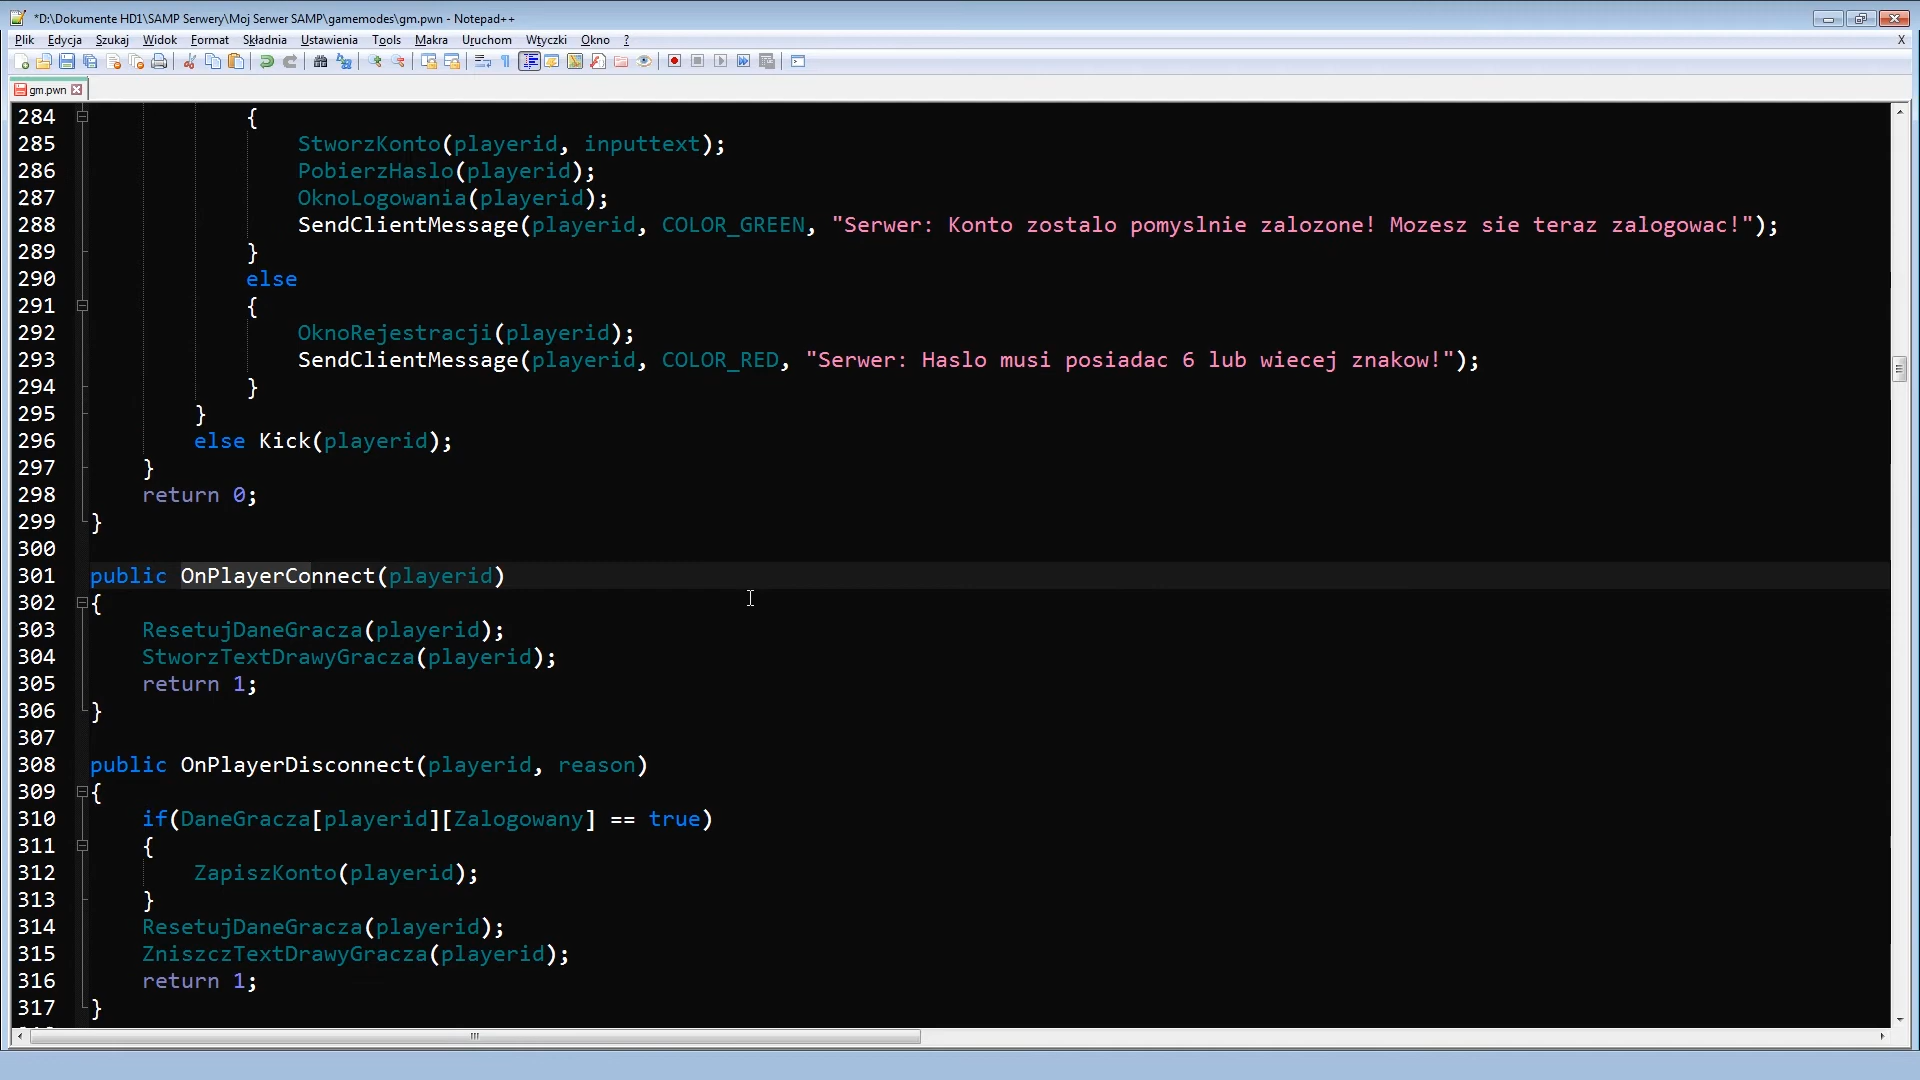 *D:\Dokumente HD1\SAMP Serwery\Moj Serwer SAMP\gamemodes\gm.pwn - Notepad++
Plik Edycja Szukaj Widok Format Składnia Ustawienia Tools Makra Uruchom Wtyczki Okno ? X
gm.pwn
284 {
285 StworzKonto(playerid, inputtext);
286 PobierzHaslo(playerid);
287 OknoLogowania(playerid);
288 SendClientMessage(playerid, COLOR_GREEN, "Serwer: Konto zostalo pomyslnie zalozone! Mozesz sie teraz zalogowac!");
289 }
290 else
291 {
292 OknoRejestracji(playerid);
293 SendClientMessage(playerid, COLOR_RED, "Serwer: Haslo musi posiadac 6 lub wiecej znakow!");
294 }
295 }
296 else Kick(playerid);
297 }
298 return 0;
299 }
300
301 public OnPlayerConnect(playerid)
302 {
303 ResetujDaneGracza(playerid);
304 StworzTextDrawyGracza(playerid);
305 return 1;
306 }
307
308 public OnPlayerDisconnect(playerid, reason)
309 {
310 if(DaneGracza[playerid][Zalogowany] == true)
311 {
312 ZapiszKonto(playerid);
313 }
314 ResetujDaneGracza(playerid);
315 ZniszczTextDrawyGracza(playerid);
316 return 1;
317 }